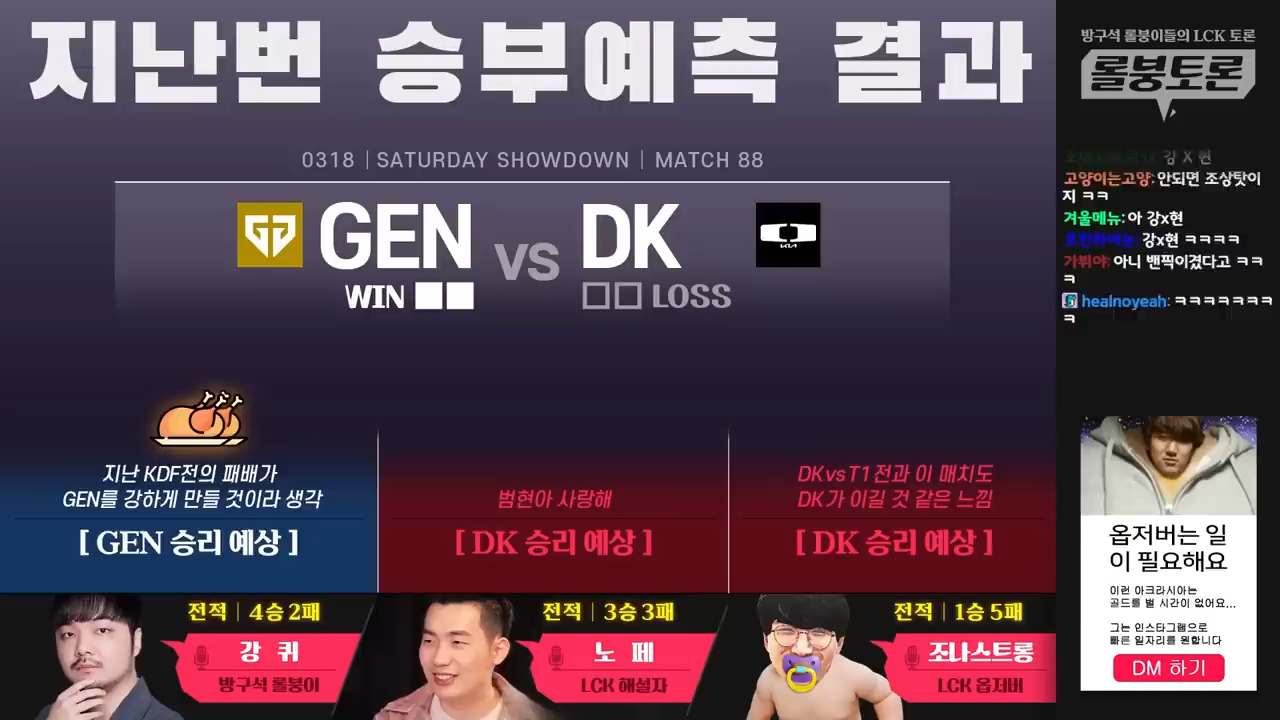 지난번 승부예측 결과
0318 | SATURDAY SHOWDOWN | MATCH 88
GEN vs DK
WIN
LOSS
KIA
지난 KDF전의 패배가
GEN를 강하게 만들 것이라 생각
[ GEN 승리 예상 ]
범현아 사랑해
[ DK 승리 예상 ]
DKvsT1전과 이 매치도
DK가 이길 것 같은 느낌
[ DK 승리 예상 ]
전적 | 4승 2패
강 퀴
방구석 롤붕이
전적 | 3승 3패
노 페
LCK 해설자
전적 | 1승 5패
조나스트롱
LCK 옵저버
방구석 롤붕이들의 LCK 토론
롤붕토론
강 X 현
고양이는고양: 안되면 조상탓이
지 ㅋㅋ
겨울메뉴: 아 강x현
강x현 ㅋㅋㅋㅋ
가뷔야: 아니 밴픽이겼다고 ㅋㅋ
ㅋ
healnoyeah: ㅋㅋㅋㅋㅋㅋㅋ
ㅋ
옵저버는 일
이 필요해요
이런 아크라시아는
골드를 벌 시간이 없어요...
그는 인스타그램으로
빠른 일자리를 원합니다
DM 하기